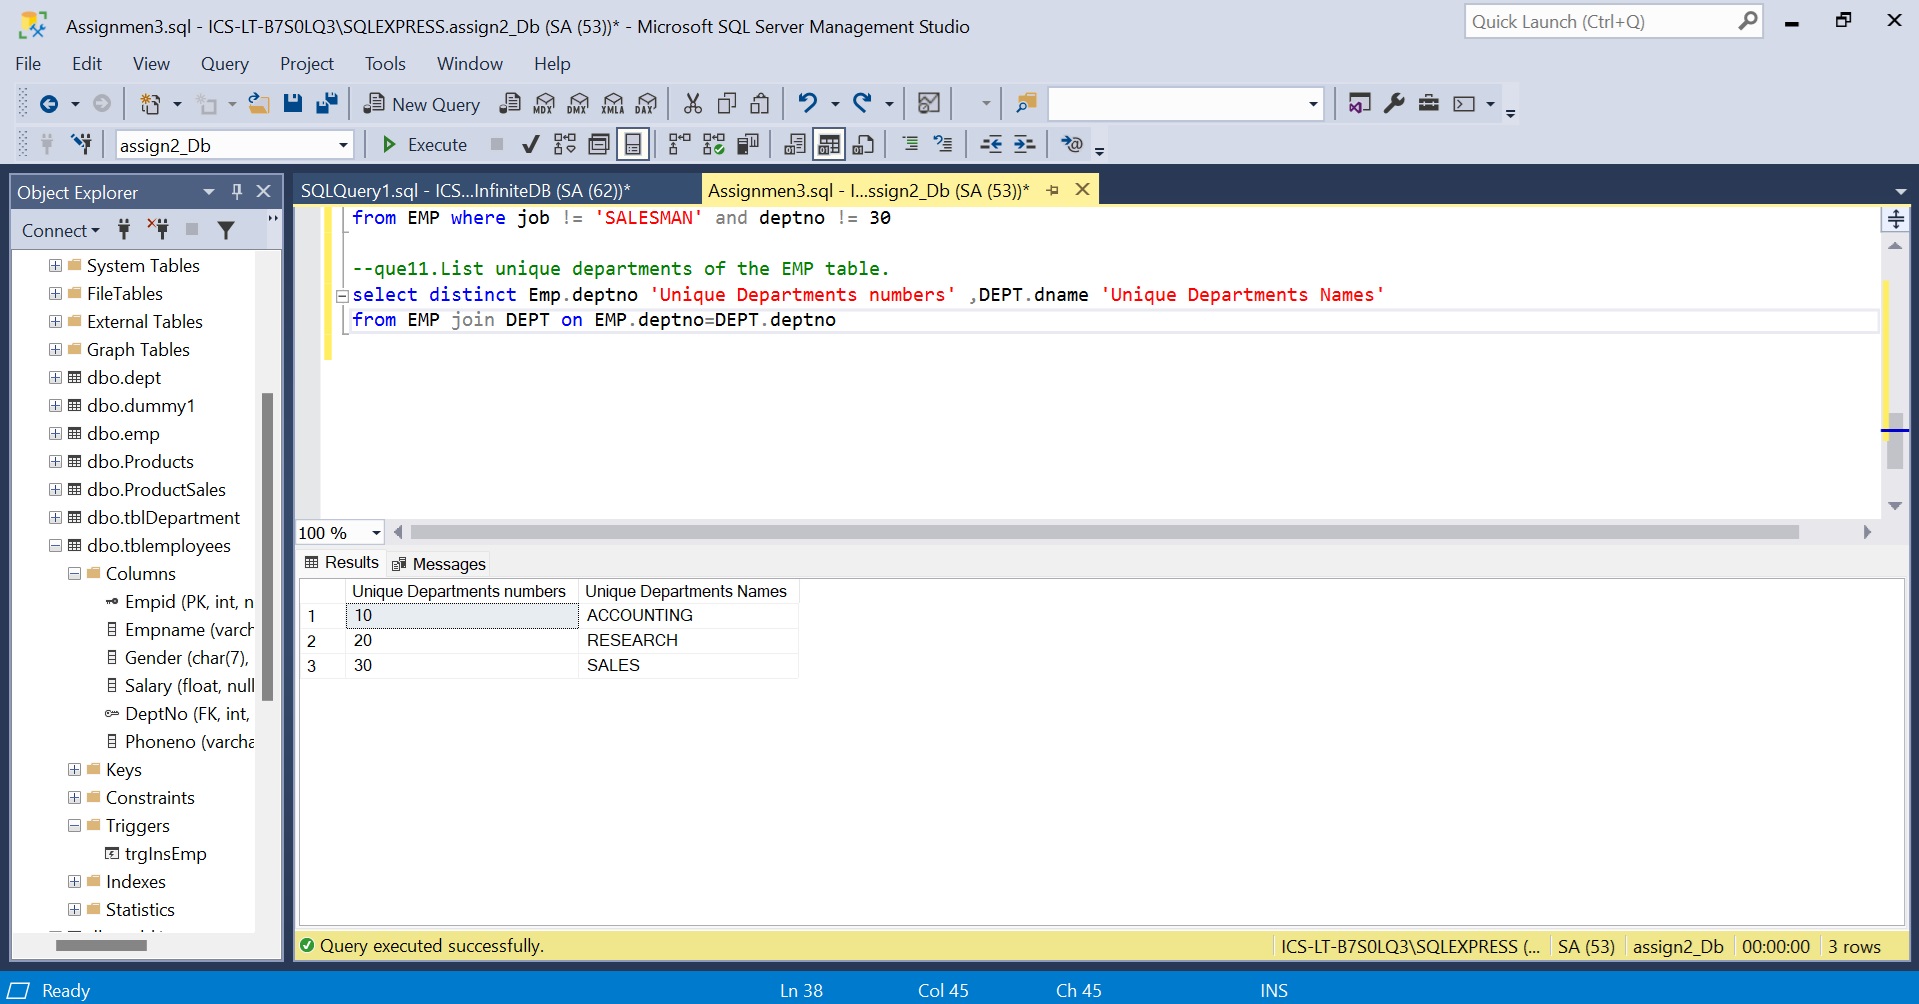 Assignmen3.sql - ICS-LT-B7S0LQ3\SQLEXPRESS.assign2_Db (SA (53))* - Microsoft SQL Server Management Studio
Quick Launch (Ctrl+Q)
File Edit View Query Project Tools Window Help
New Query MDX DMX XMLA DAX
assign2_Db Execute
Object Explorer
Connect
System Tables
FileTables
External Tables
Graph Tables
dbo.dept
dbo.dummy1
dbo.emp
dbo.Products
dbo.ProductSales
dbo.tblDepartment
dbo.tblemployees
Columns
Empid (PK, int, n
Empname (varch
Gender (char(7),
Salary (float, null
DeptNo (FK, int,
Phoneno (varcha
Keys
Constraints
Triggers
trgInsEmp
Indexes
Statistics
SQLQuery1.sql - ICS...InfiniteDB (SA (62))*
Assignmen3.sql - I...ssign2_Db (SA (53))*
from EMP where job != 'SALESMAN' and deptno != 30
--que11.List unique departments of the EMP table.
select distinct Emp.deptno 'Unique Departments numbers' ,DEPT.dname 'Unique Departments Names'
from EMP join DEPT on EMP.deptno=DEPT.deptno
100 %
Results Messages
Unique Departments numbers Unique Departments Names
1 10 ACCOUNTING
2 20 RESEARCH
3 30 SALES
Query executed successfully.
ICS-LT-B7S0LQ3\SQLEXPRESS (... SA (53) assign2_Db 00:00:00 3 rows
Ready Ln 38 Col 45 Ch 45 INS